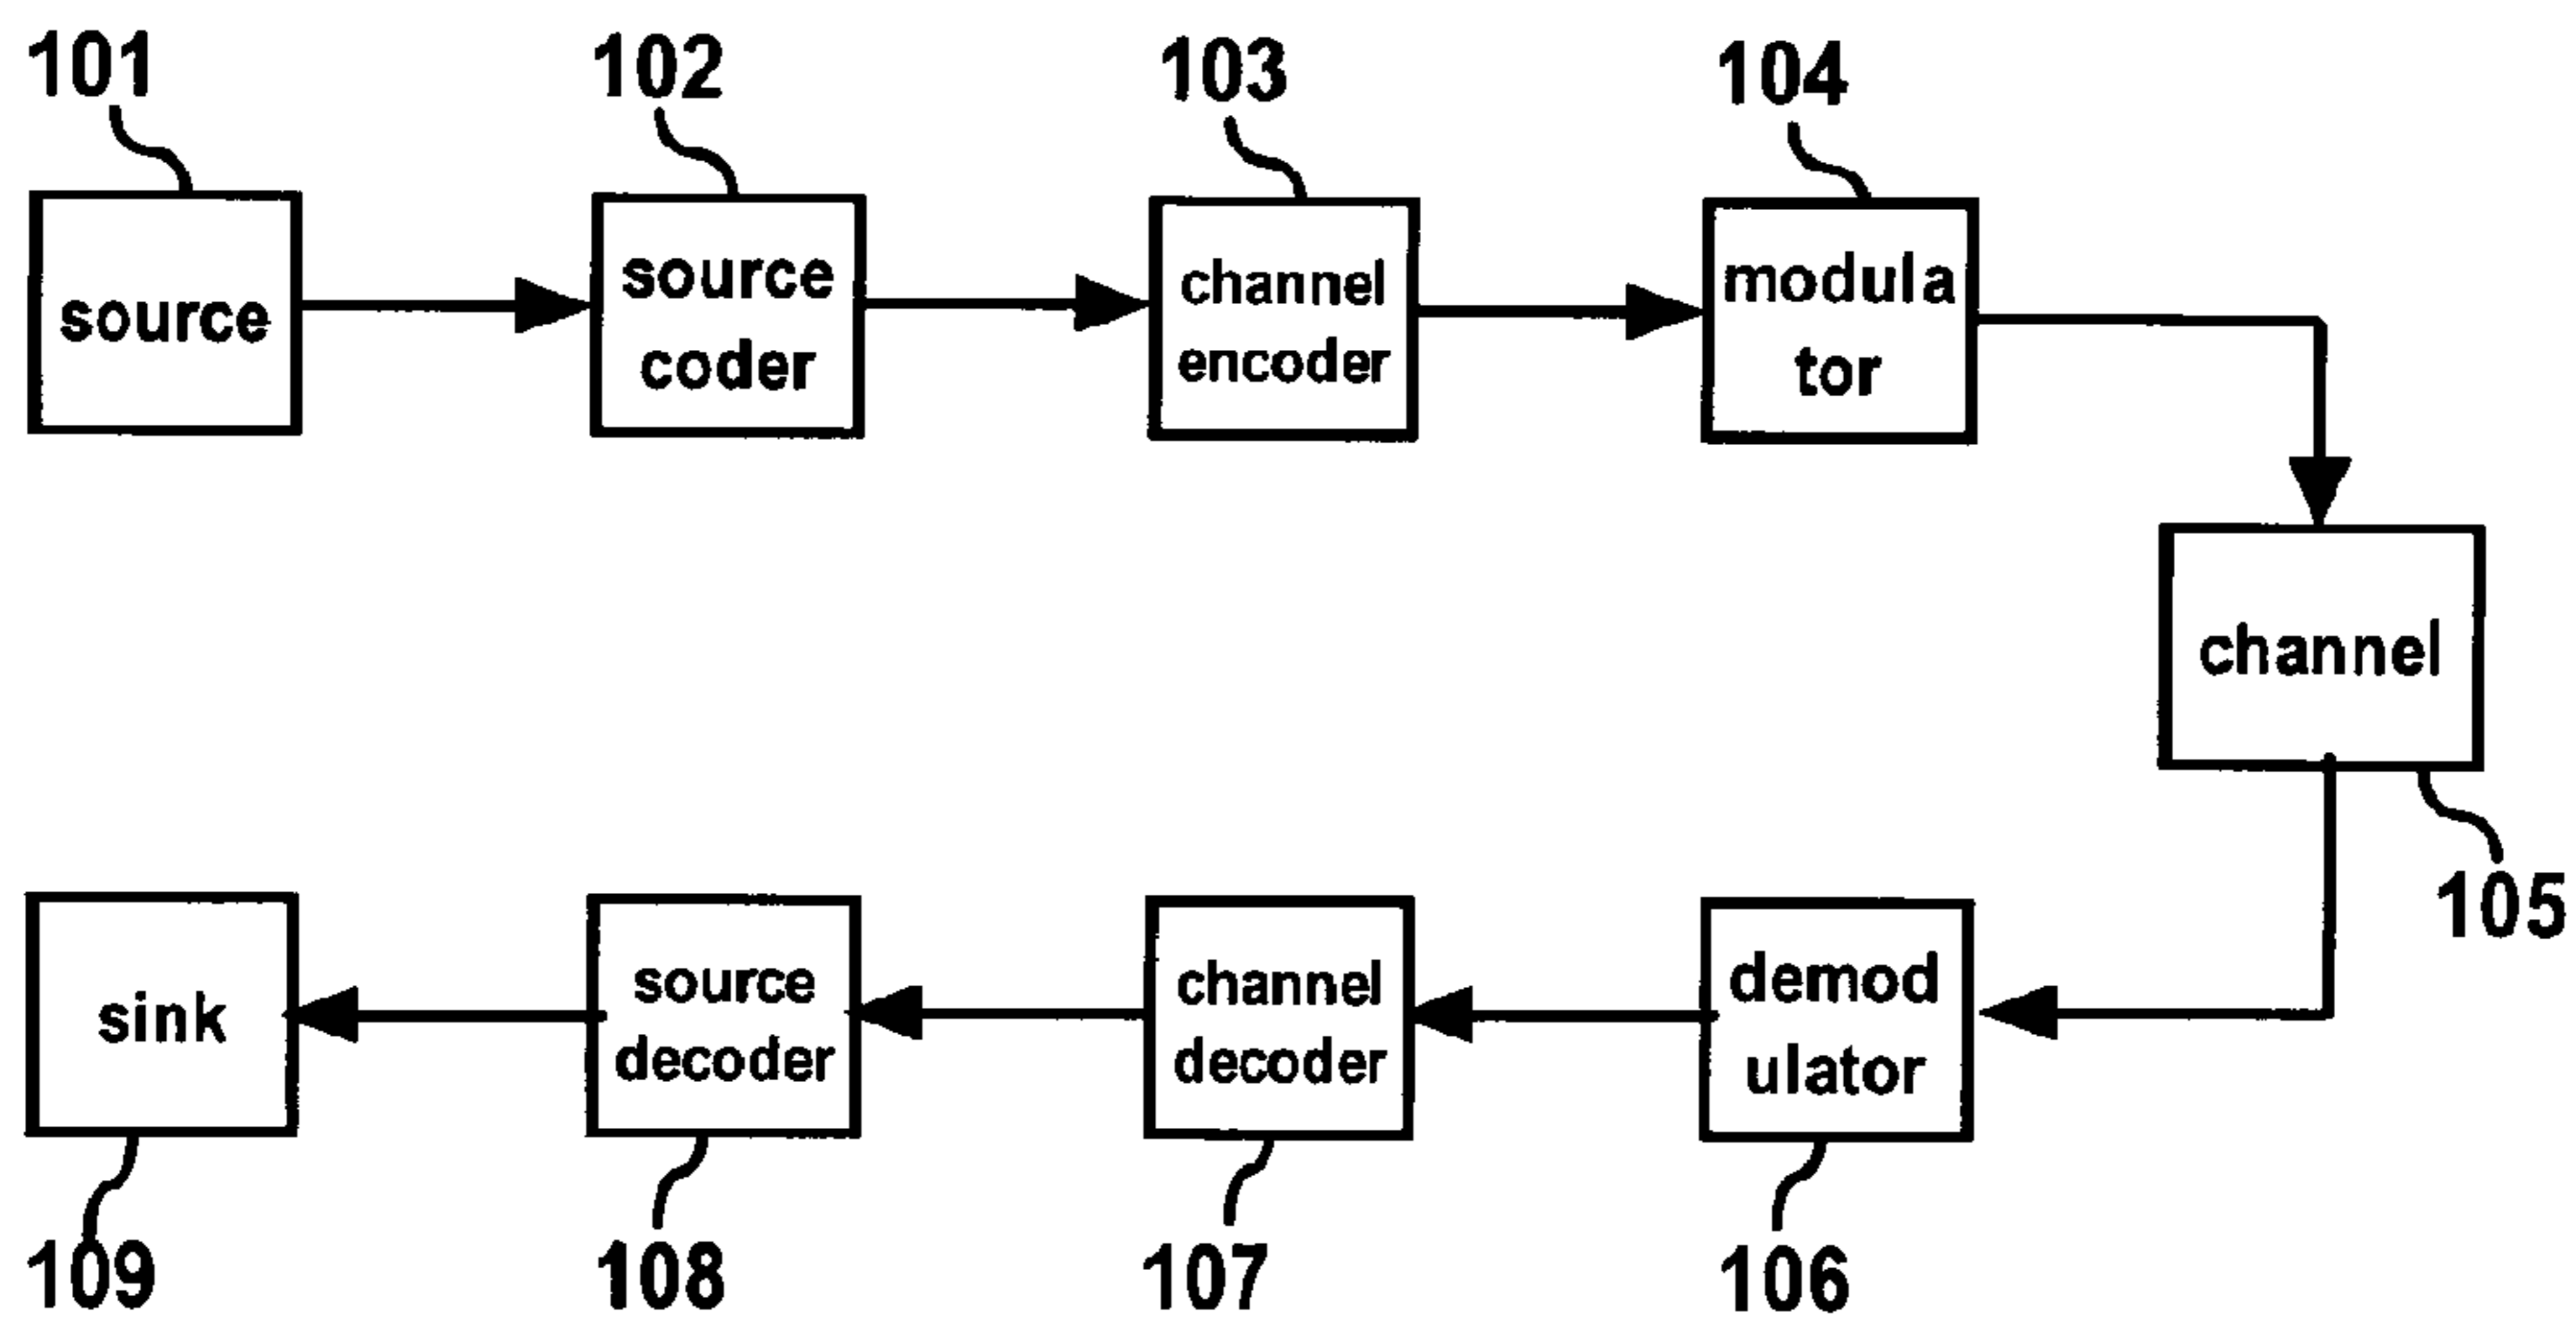 101
102
103
104
source
source
coder
channel
encoder
modula
tor
channel
105
sink
source
decoder
channel
decoder
demod
ulator
109
108
107
106